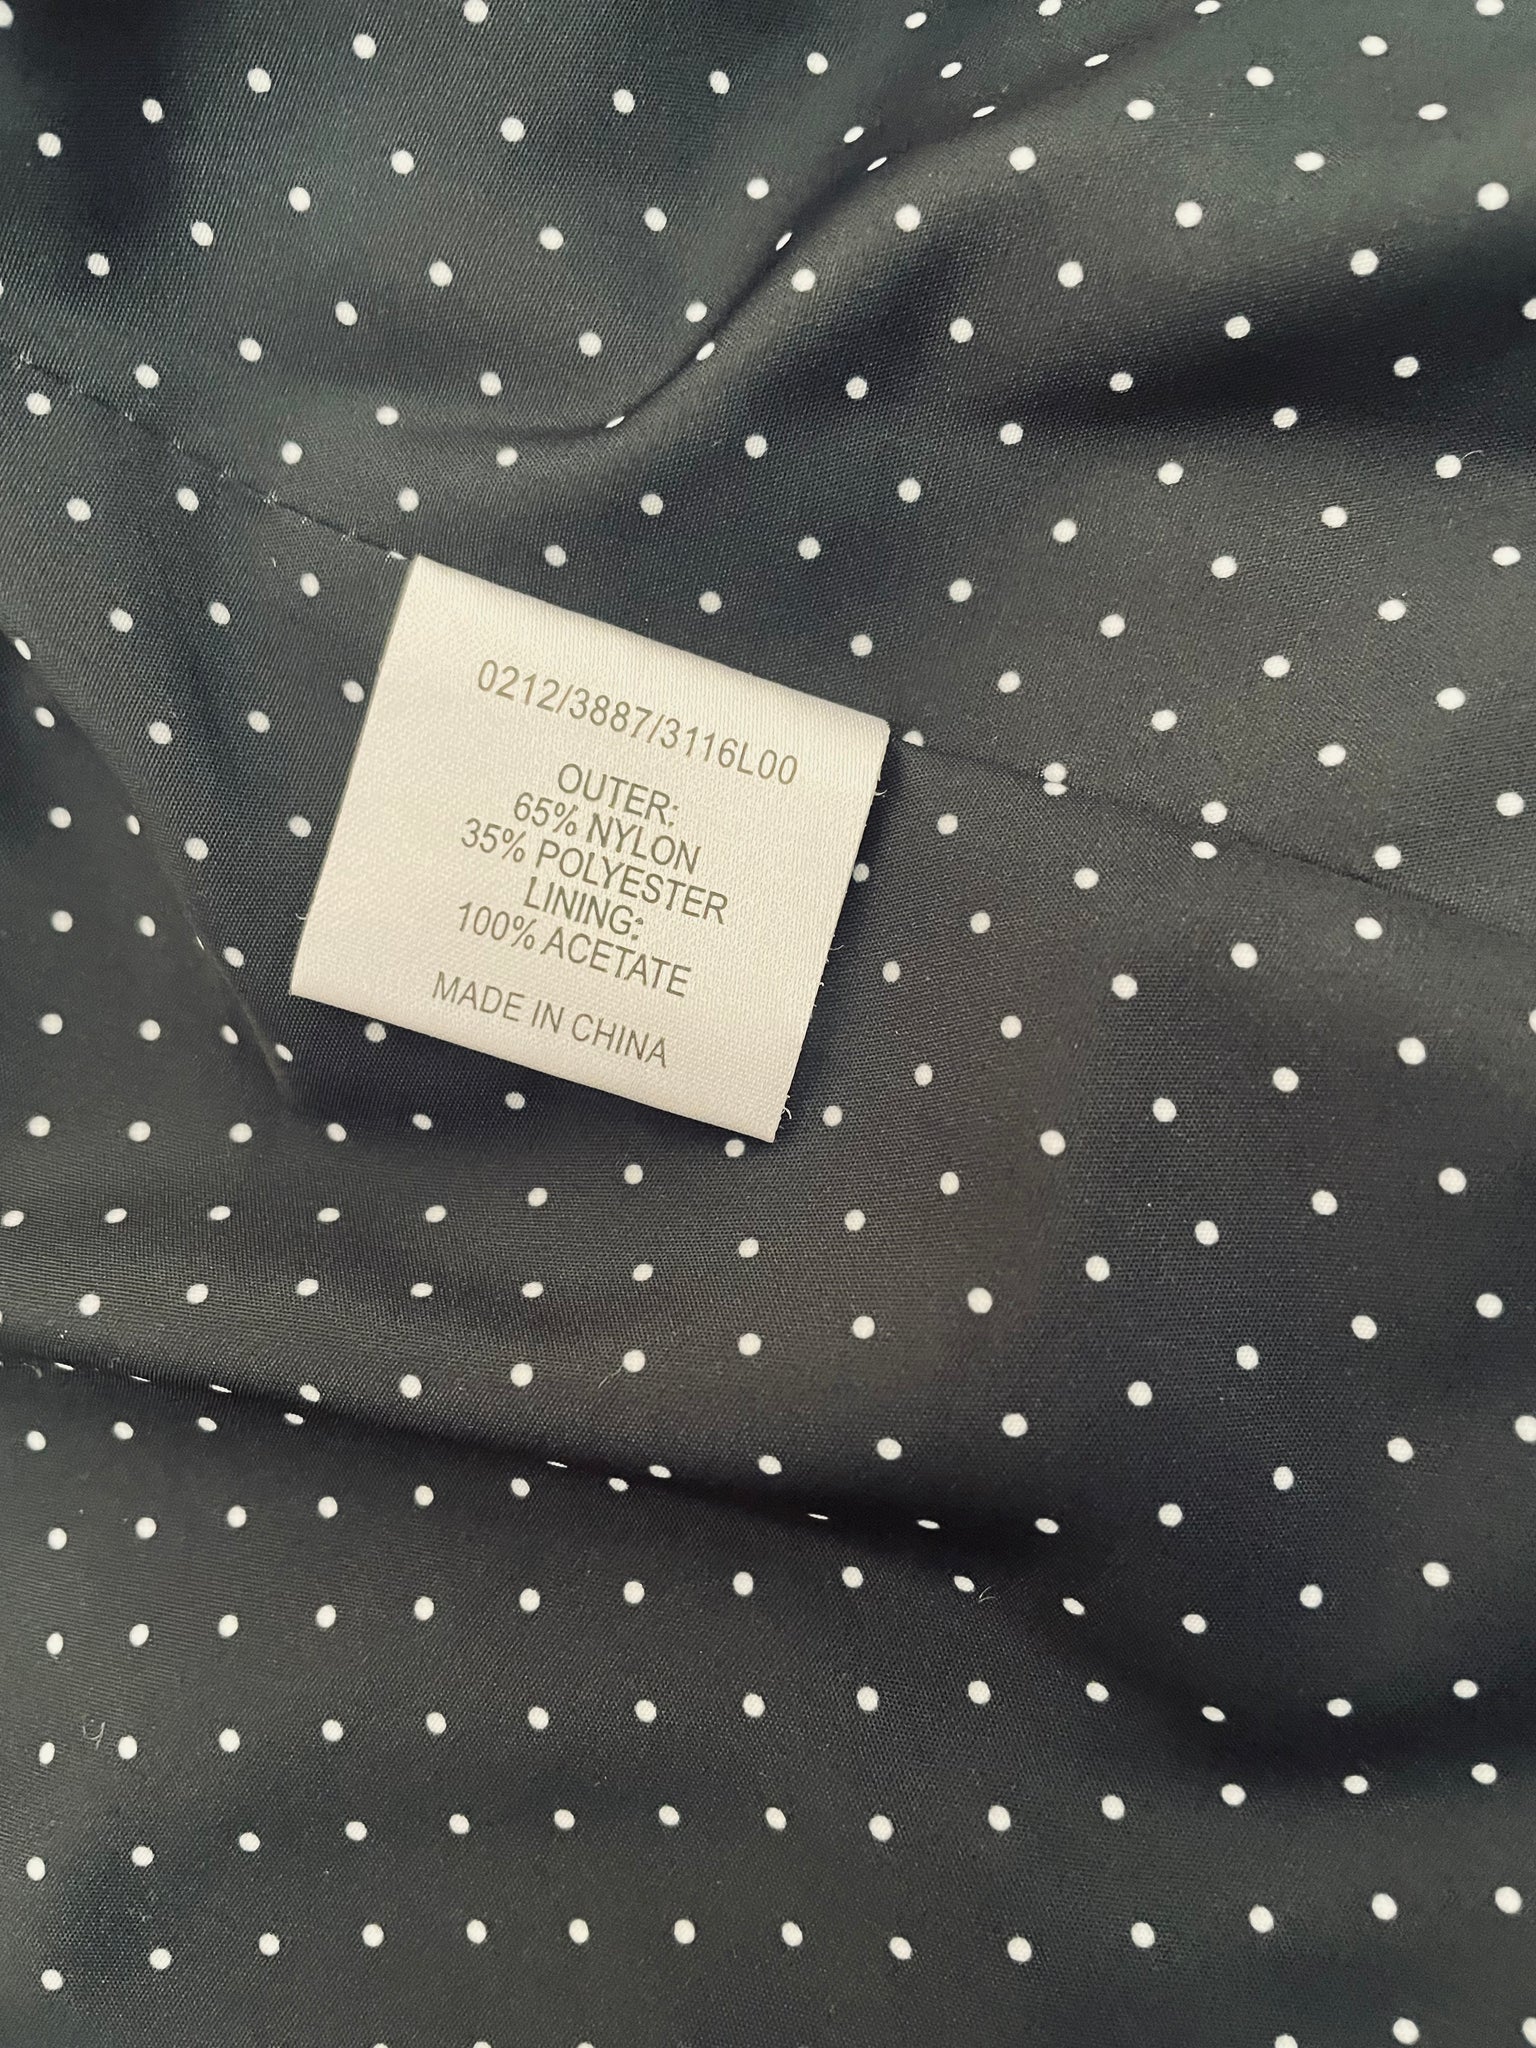 0212/3887/3116L00
OUTER:
65% NYLON
35% POLYESTER
LINING:
100% ACETATE
MADE IN CHINA